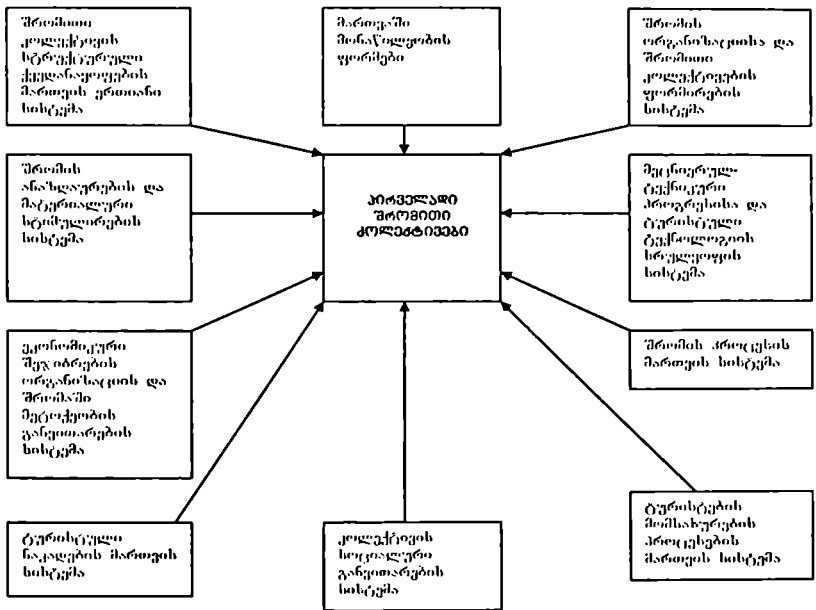 შრომითი
კოლექტივის
სტრუქტურული
ქვედანაყოფების
მართვის ერთიანი
სისტემა
მართვაში
მონაწილეობის
ფორმები
შრომის
ორგანიზაციისა და
შრომითი
კოლექტივების
ფორმირების
სისტემა
შრომის
ანაზღაურების და
მატერიალური
სტიმულირების
სისტემა
პირველადი
შრომითი
კოლექტივები
მეცნიერულ-
ტექნიკური
პროგრესისა და
ტურისტული
ტექნოლოგიის
სრულყოფის
სისტემა
ეკონომიკური
შეჯიბრების
ორგანიზაციის და
შრომაში
მეტოქეობის
განვითარების
სისტემა
შრომის პროცესის
მართვის სისტემა
ტურისტული
ნაკადების მართვის
სისტემა
კოლექტივის
სოციალური
განვითარების
სისტემა
ტურისტების
მომსახურების
პროცესების
მართვის სისტემა